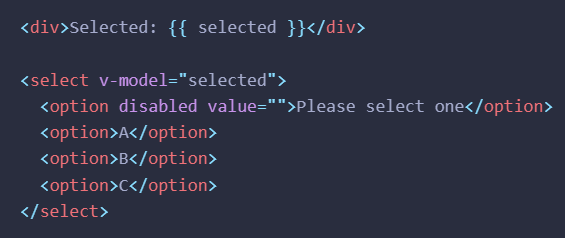 <div>Selected: {{ selected }}</div>

<select v-model="selected">
  <option disabled value="">Please select one</option>
  <option>A</option>
  <option>B</option>
  <option>C</option>
</select>